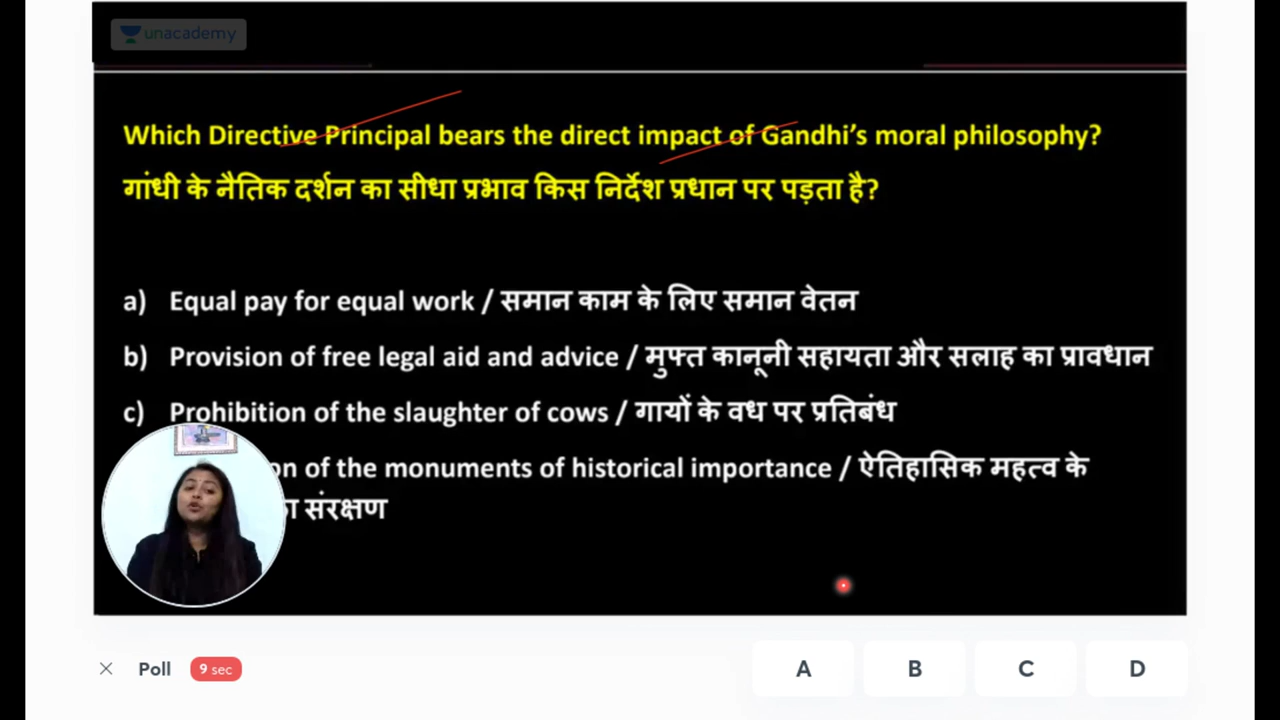 unacademy
Which Directive Principal bears the direct impact of Gandhi's moral philosophy?
गांधी के नैतिक दर्शन का सीधा प्रभाव किस निर्देश प्रधान पर पड़ता है?
a) Equal pay for equal work / समान काम के लिए समान वेतन
b) Provision of free legal aid and advice / मुफ्त कानूनी सहायता और सलाह का प्रावधान
c) Prohibition of the slaughter of cows / गायों के वध पर प्रतिबंध
of the monuments of historical importance / ऐतिहासिक महत्व के
संरक्षण
Poll 9 sec A B C D